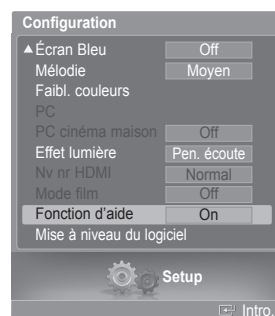 Configuration
▲Écran Bleu Off
Mélodie Moyen
Faibl. couleurs
PC
PC cinéma maison Off
Effet lumière Pen. écoute
Nv nr HDMI Normal
Mode film Off
Fonction d'aide On
Mise à niveau du logiciel
Setup
Intro.